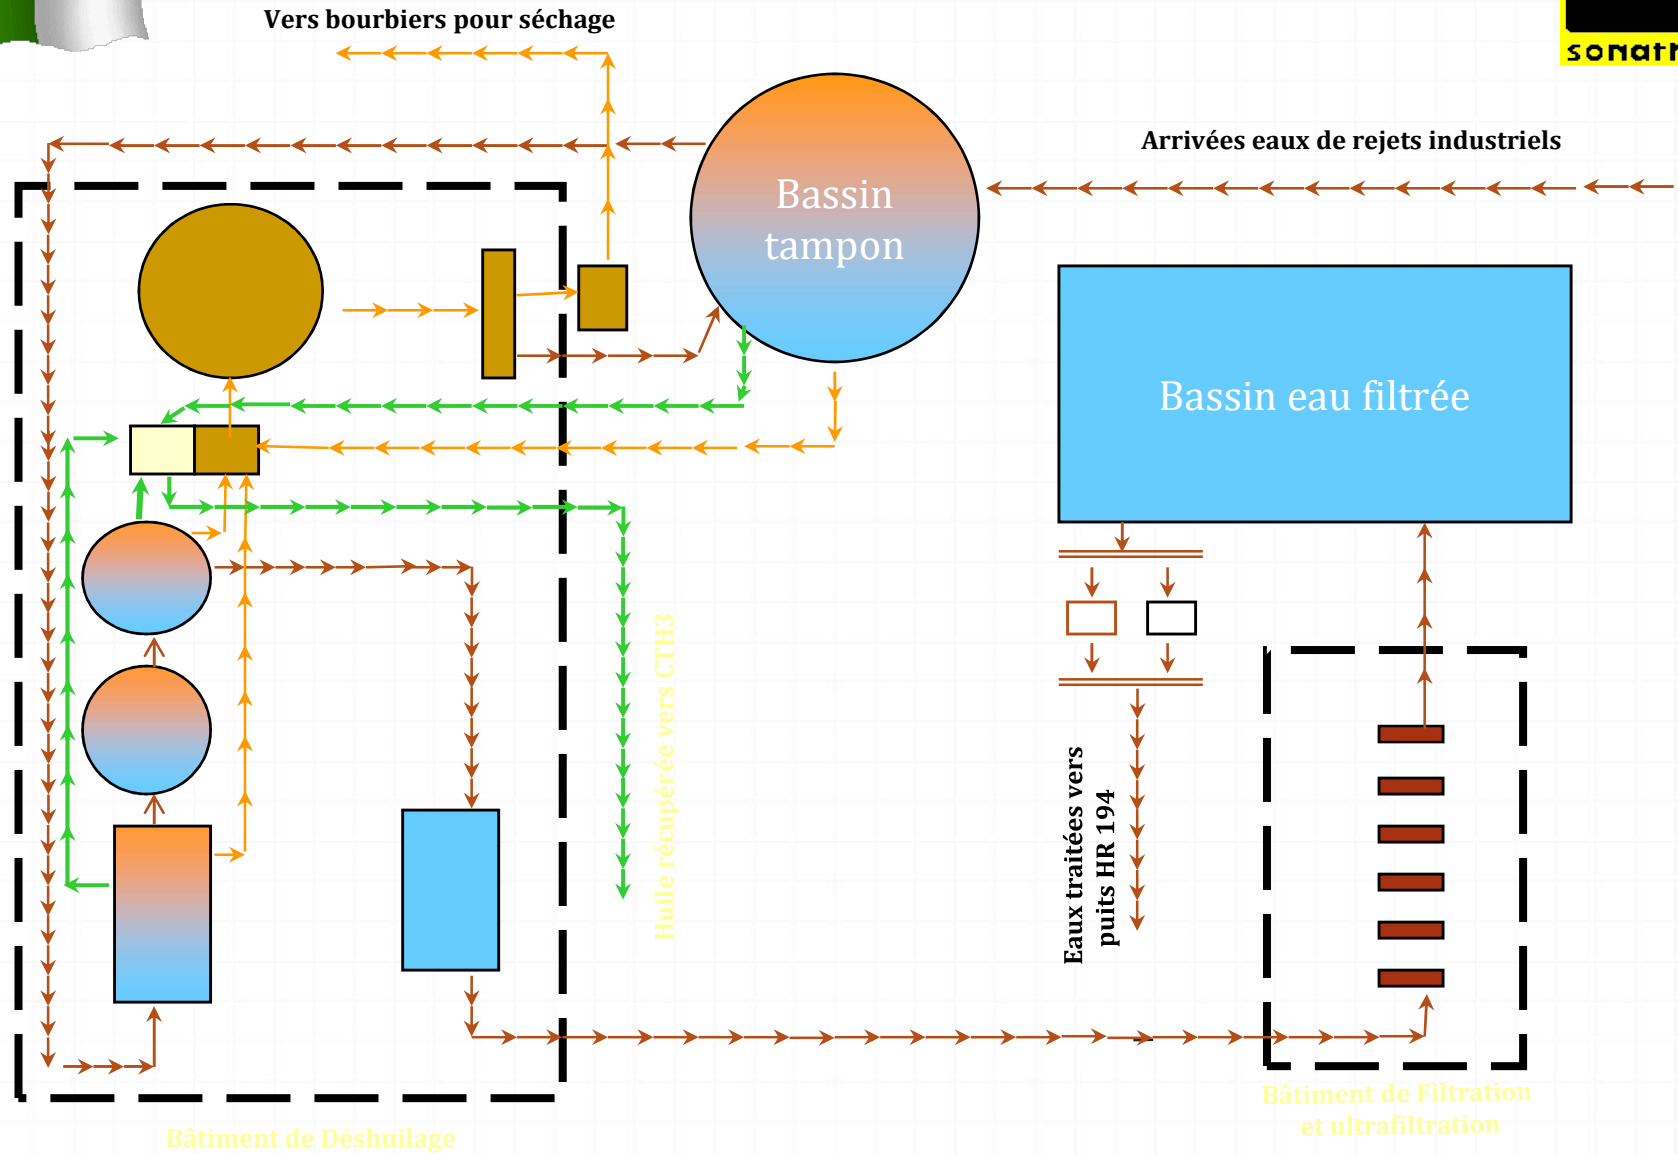 Vers bourbiers pour séchage
Arrivées eaux de rejets industriels
Bassin
tampon
Bassin eau filtrée
Huile récupérée vers CTH3
Eaux traitées vers
puits HR 194
Bâtiment de Filtration
et ultrafiltration
Bâtiment de Déshuilage